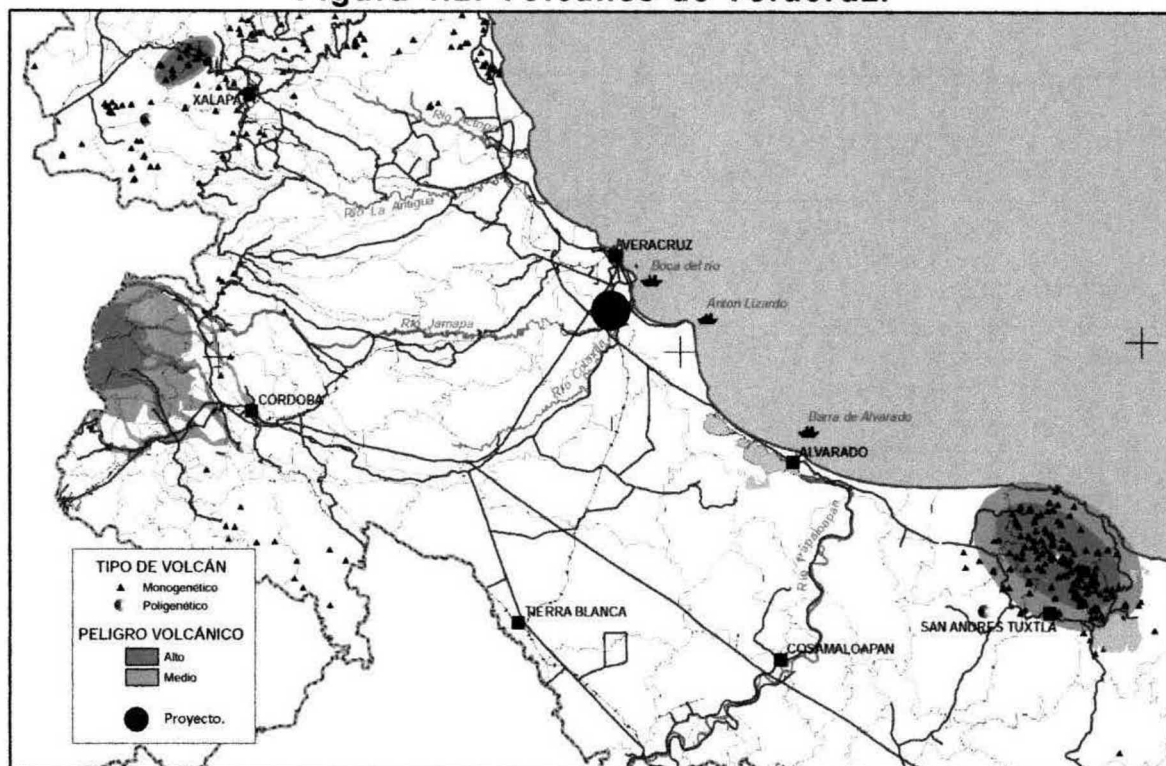 Figura 4.2. Volcanes de Veracruz.
XALAPA
Río Actopan
Río La Antigua
VERACRUZ
Boca del río
Anton Lizardo
Río Jamapa
Río Cotaxtla
CÓRDOBA
Barra de Alvarado
ALVARADO
Río Papaloapan
TIPO DE VOLCÁN
Monogenético
Poligenético
PELIGRO VOLCÁNICO
Alto
Medio
Proyecto.
TIERRA BLANCA
SAN ANDRES TUXTLA
COSAMALOAPAN